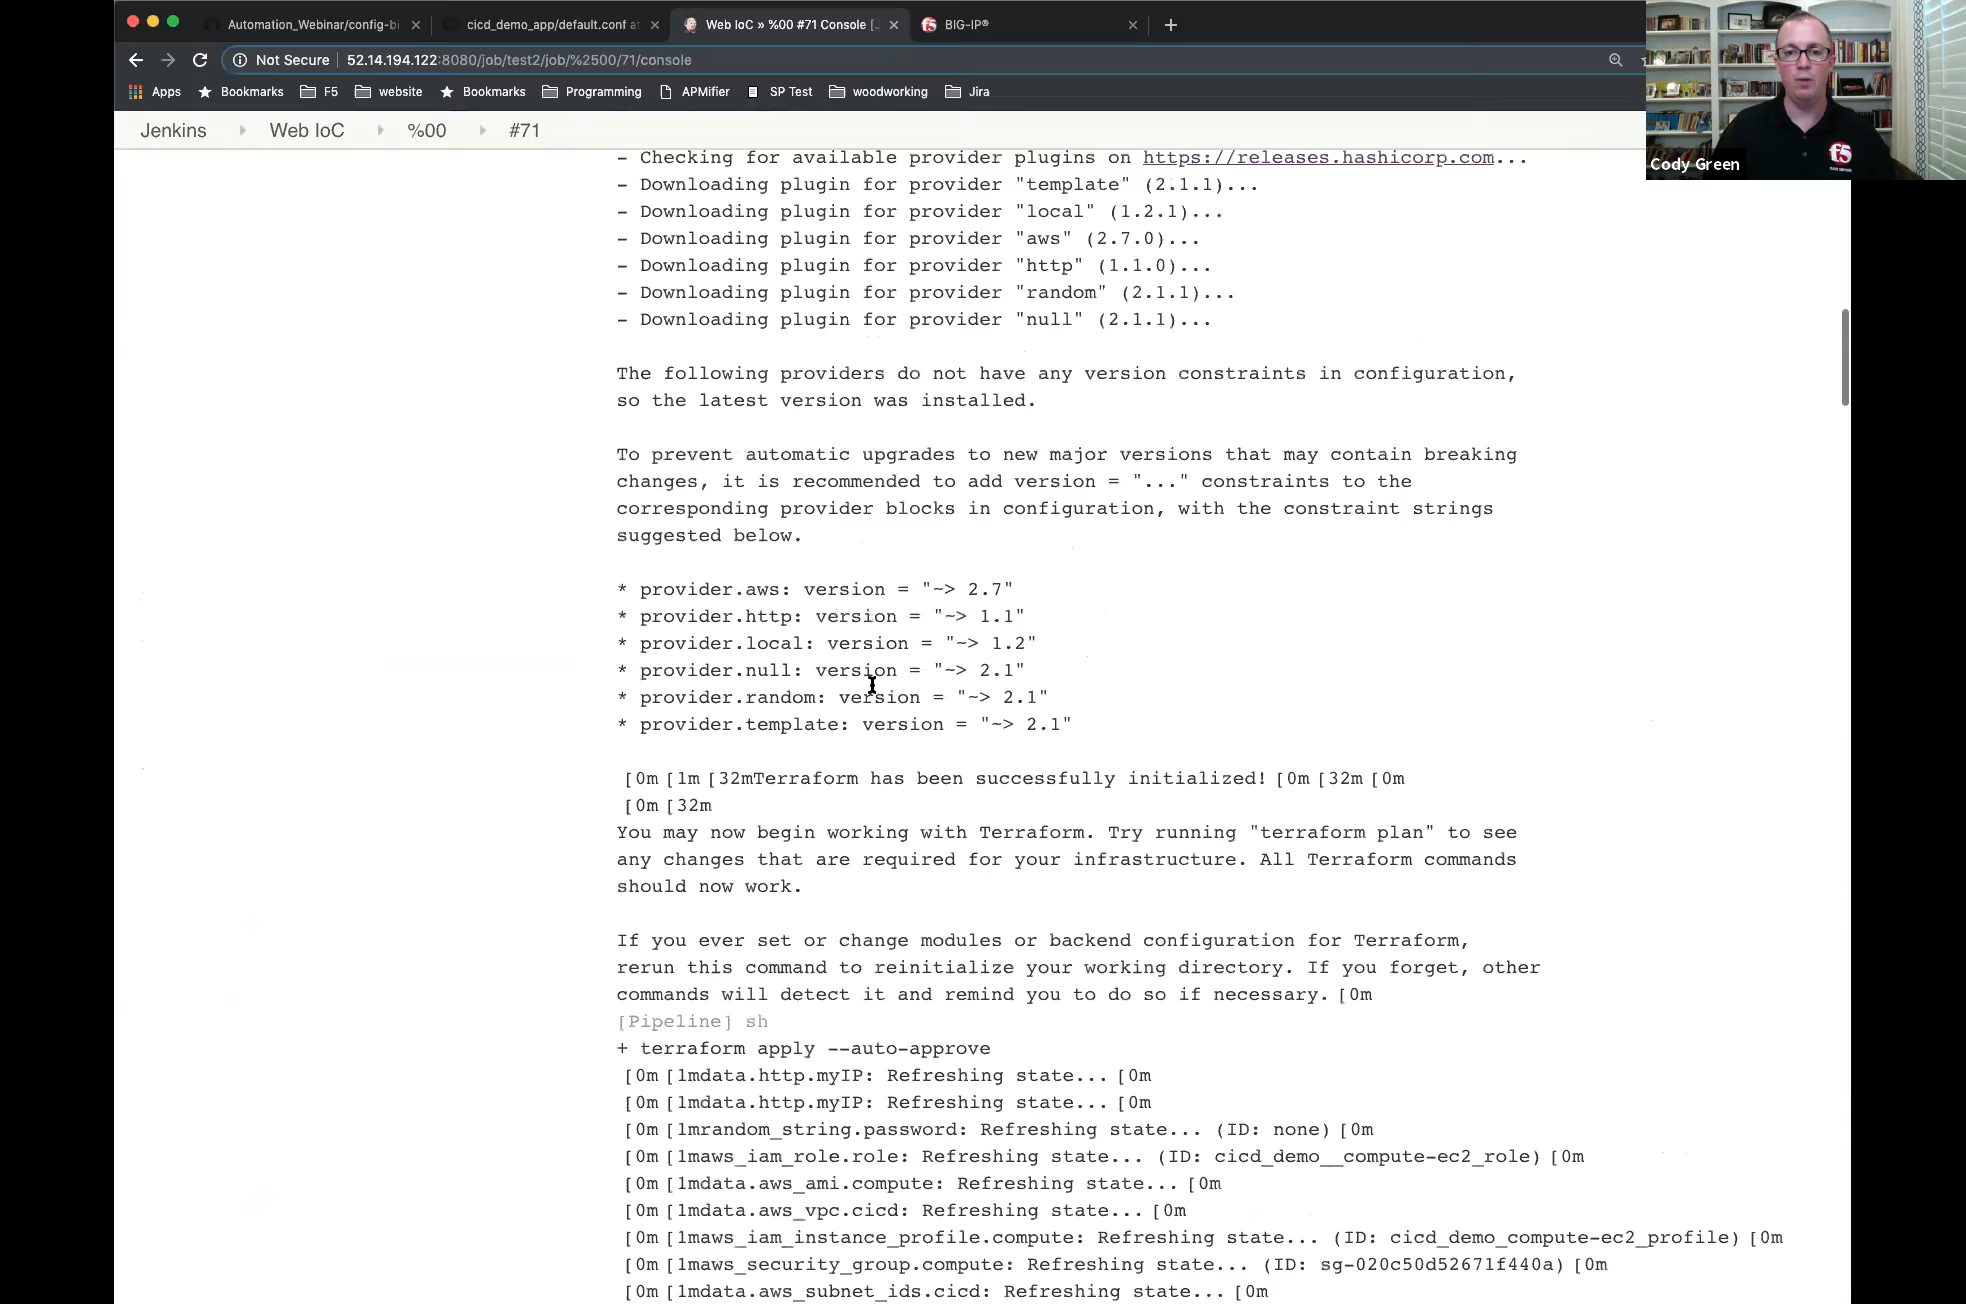 Automation_Webinar/config-bi
cicd_demo_app/default.conf at
Web IoC » %00 #71 Console [
BIG-IP®
Not Secure
52.14.194.122:8080/job/test2/job/%2500/71/console
Apps
Bookmarks
F5
website
Bookmarks
Programming
APMifier
SP Test
woodworking
Jira
Jenkins
Web IoC
%00
#71
f5
Cody Green
- Checking for available provider plugins on https://releases.hashicorp.com...
- Downloading plugin for provider "template" (2.1.1)...
- Downloading plugin for provider "local" (1.2.1)...
- Downloading plugin for provider "aws" (2.7.0)...
- Downloading plugin for provider "http" (1.1.0)...
- Downloading plugin for provider "random" (2.1.1)...
- Downloading plugin for provider "null" (2.1.1)...
The following providers do not have any version constraints in configuration,
so the latest version was installed.
To prevent automatic upgrades to new major versions that may contain breaking
changes, it is recommended to add version = "..." constraints to the
corresponding provider blocks in configuration, with the constraint strings
suggested below.
* provider.aws: version = "~> 2.7"
* provider.http: version = "~> 1.1"
* provider.local: version = "~> 1.2"
* provider.null: version = "~> 2.1"
* provider.random: version = "~> 2.1"
* provider.template: version = "~> 2.1"
[0m [1m [32mTerraform has been successfully initialized! [0m [32m [0m
[0m [32m
You may now begin working with Terraform. Try running "terraform plan" to see
any changes that are required for your infrastructure. All Terraform commands
should now work.
If you ever set or change modules or backend configuration for Terraform,
rerun this command to reinitialize your working directory. If you forget, other
commands will detect it and remind you to do so if necessary. [0m
[Pipeline] sh
+ terraform apply --auto-approve
[0m [1mdata.http.myIP: Refreshing state... [0m
[0m [1mdata.http.myIP: Refreshing state... [0m
[0m [1mrandom_string.password: Refreshing state... (ID: none) [0m
[0m [1maws_iam_role.role: Refreshing state... (ID: cicd_demo__compute-ec2_role) [0m
[0m [1mdata.aws_ami.compute: Refreshing state... [0m
[0m [1mdata.aws_vpc.cicd: Refreshing state... [0m
[0m [1maws_iam_instance_profile.compute: Refreshing state... (ID: cicd_demo_compute-ec2_profile) [0m
[0m [1maws_security_group.compute: Refreshing state... (ID: sg-020c50d52671f440a) [0m
[0m [1mdata.aws_subnet_ids.cicd: Refreshing state... [0m